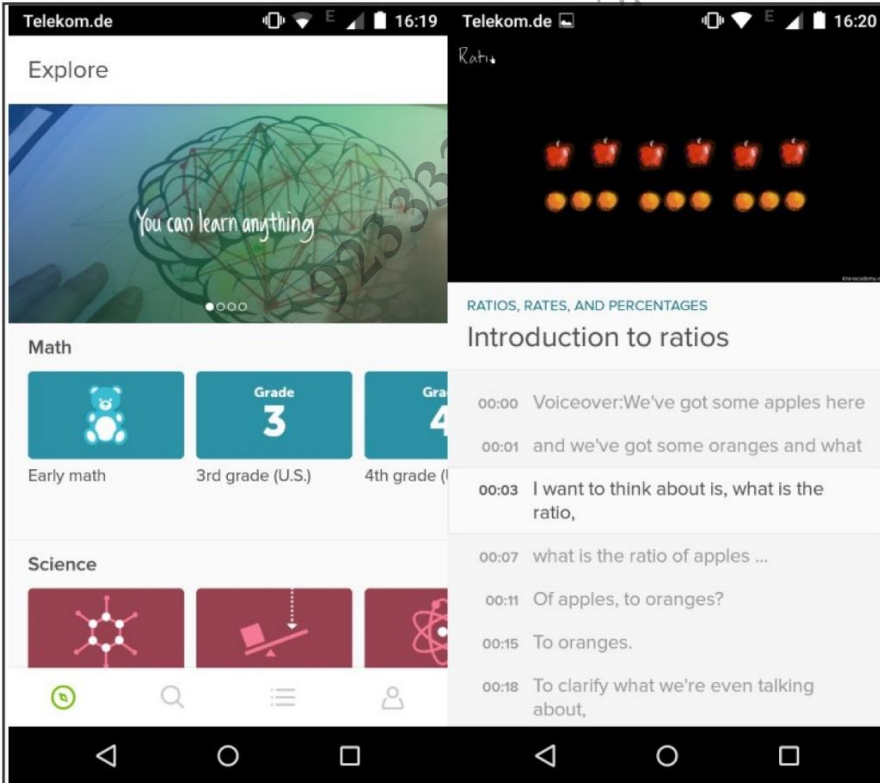 Telekom.de E 16:19
Explore
You can learn anything
Math
Grade
3
Gra
4
Early math
3rd grade (U.S.)
4th grade (
Science
Telekom.de E 16:20
RATIOS, RATES, AND PERCENTAGES
Introduction to ratios
00:00 Voiceover:We've got some apples here
00:01 and we've got some oranges and what
00:03 I want to think about is, what is the
ratio,
00:07 what is the ratio of apples ...
00:11 Of apples, to oranges?
00:15 To oranges.
00:18 To clarify what we're even talking
about,